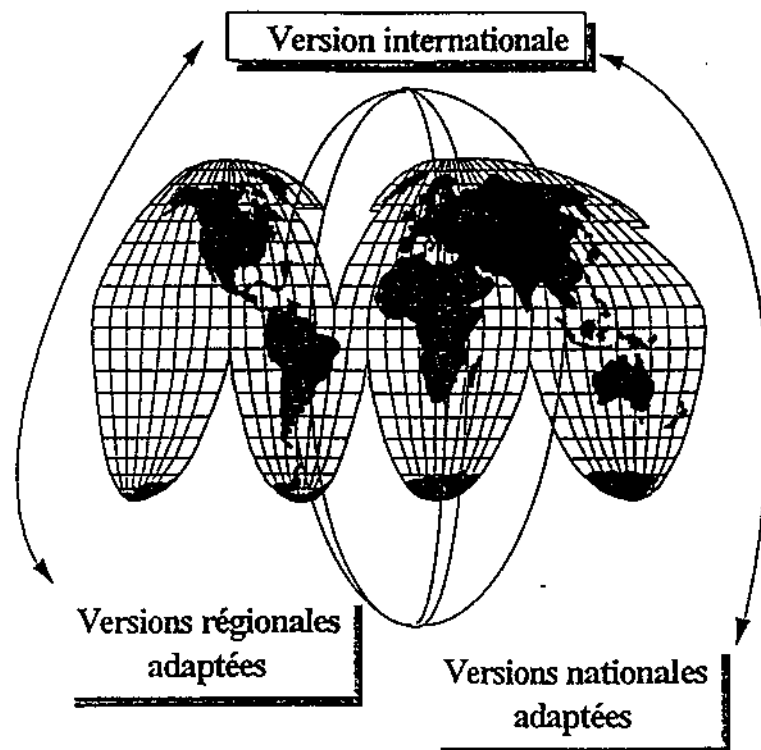 Version internationale
Versions régionales
adaptées
Versions nationales
adaptées